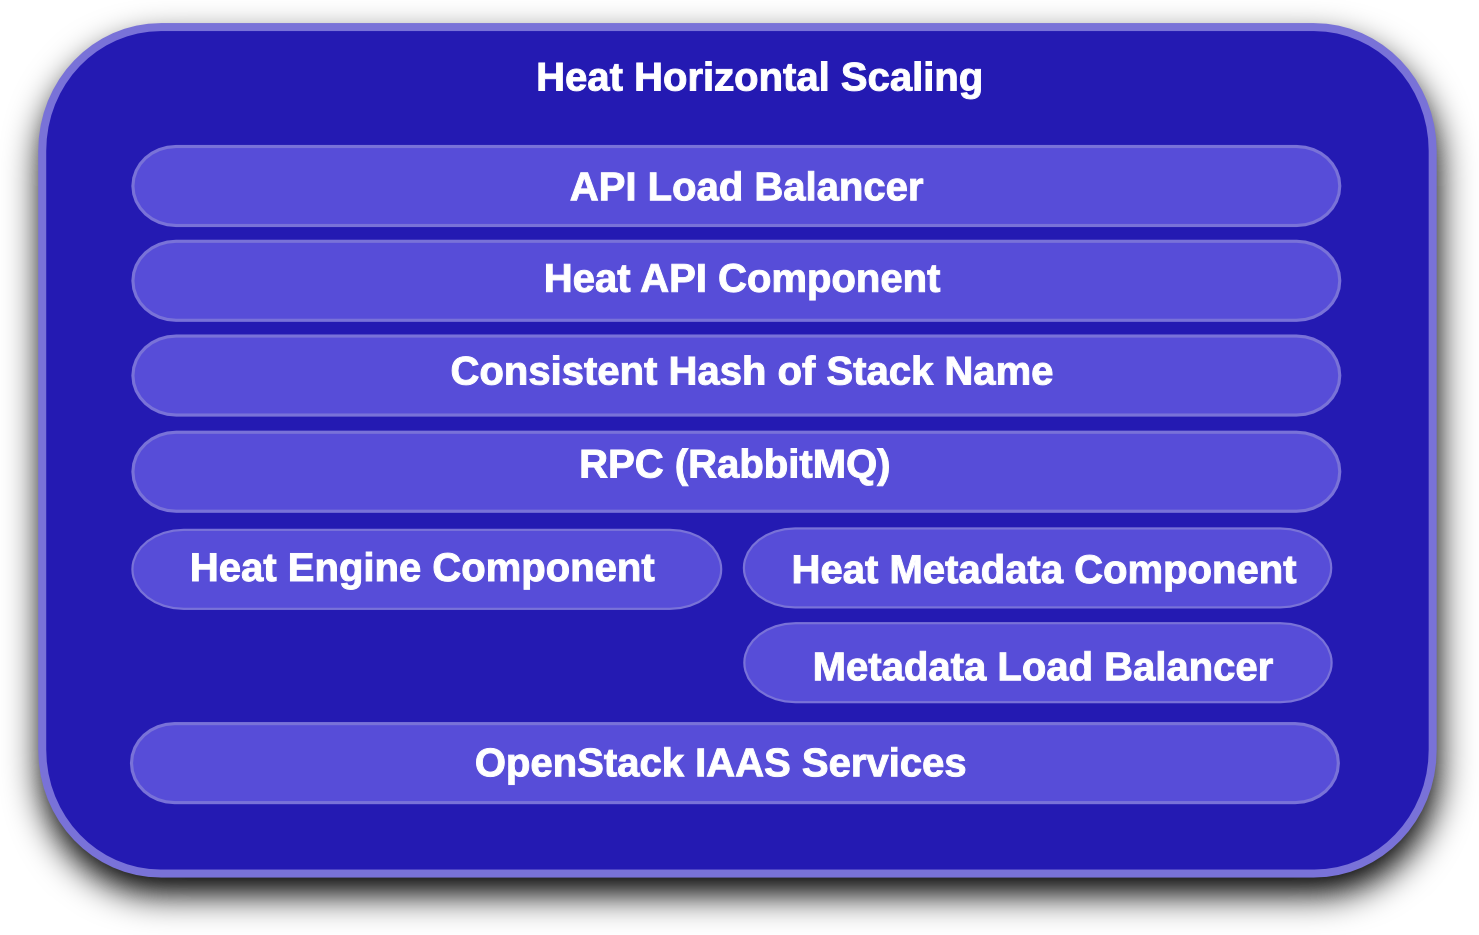 Heat Horizontal Scaling
API Load Balancer
Heat API Component
Consistent Hash of Stack Name
RPC (RabbitMQ)
Heat Engine Component
Heat Metadata Component
Metadata Load Balancer
OpenStack IAAS Services